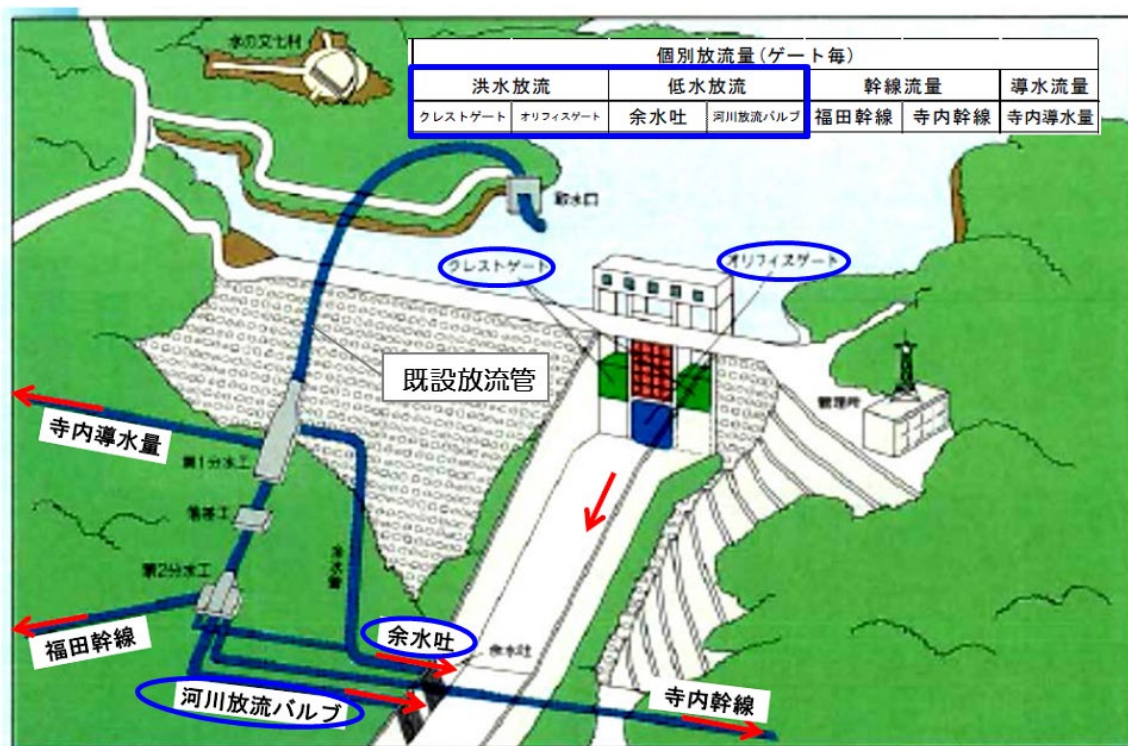 水の文化村
個別放流量(ゲート毎)
洪水放流 低水放流 幹線流量 導水流量
クレストゲート オリフィスゲート 余水吐 河川放流バルブ 福田幹線 寺内幹線 寺内導水量
取水口
クレストゲート
オリフィスゲート
既設放流管
管理所
寺内導水量
第1分水工
第2分水工
余水吐
余水吐
福田幹線
河川放流バルブ
寺内幹線